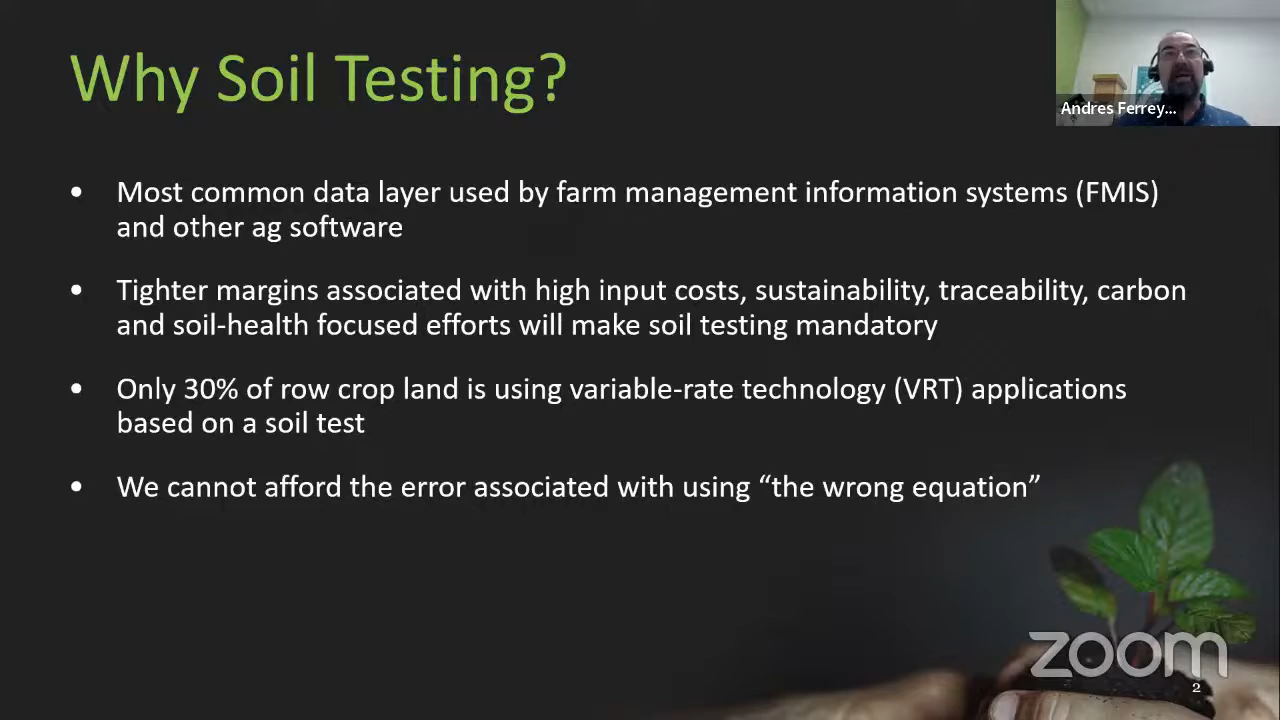 Why Soil Testing?
Andres Ferrey...
• Most common data layer used by farm management information systems (FMIS)
and other ag software
• Tighter margins associated with high input costs, sustainability, traceability, carbon
and soil-health focused efforts will make soil testing mandatory
• Only 30% of row crop land is using variable-rate technology (VRT) applications
based on a soil test
• We cannot afford the error associated with using “the wrong equation”
zoom
2